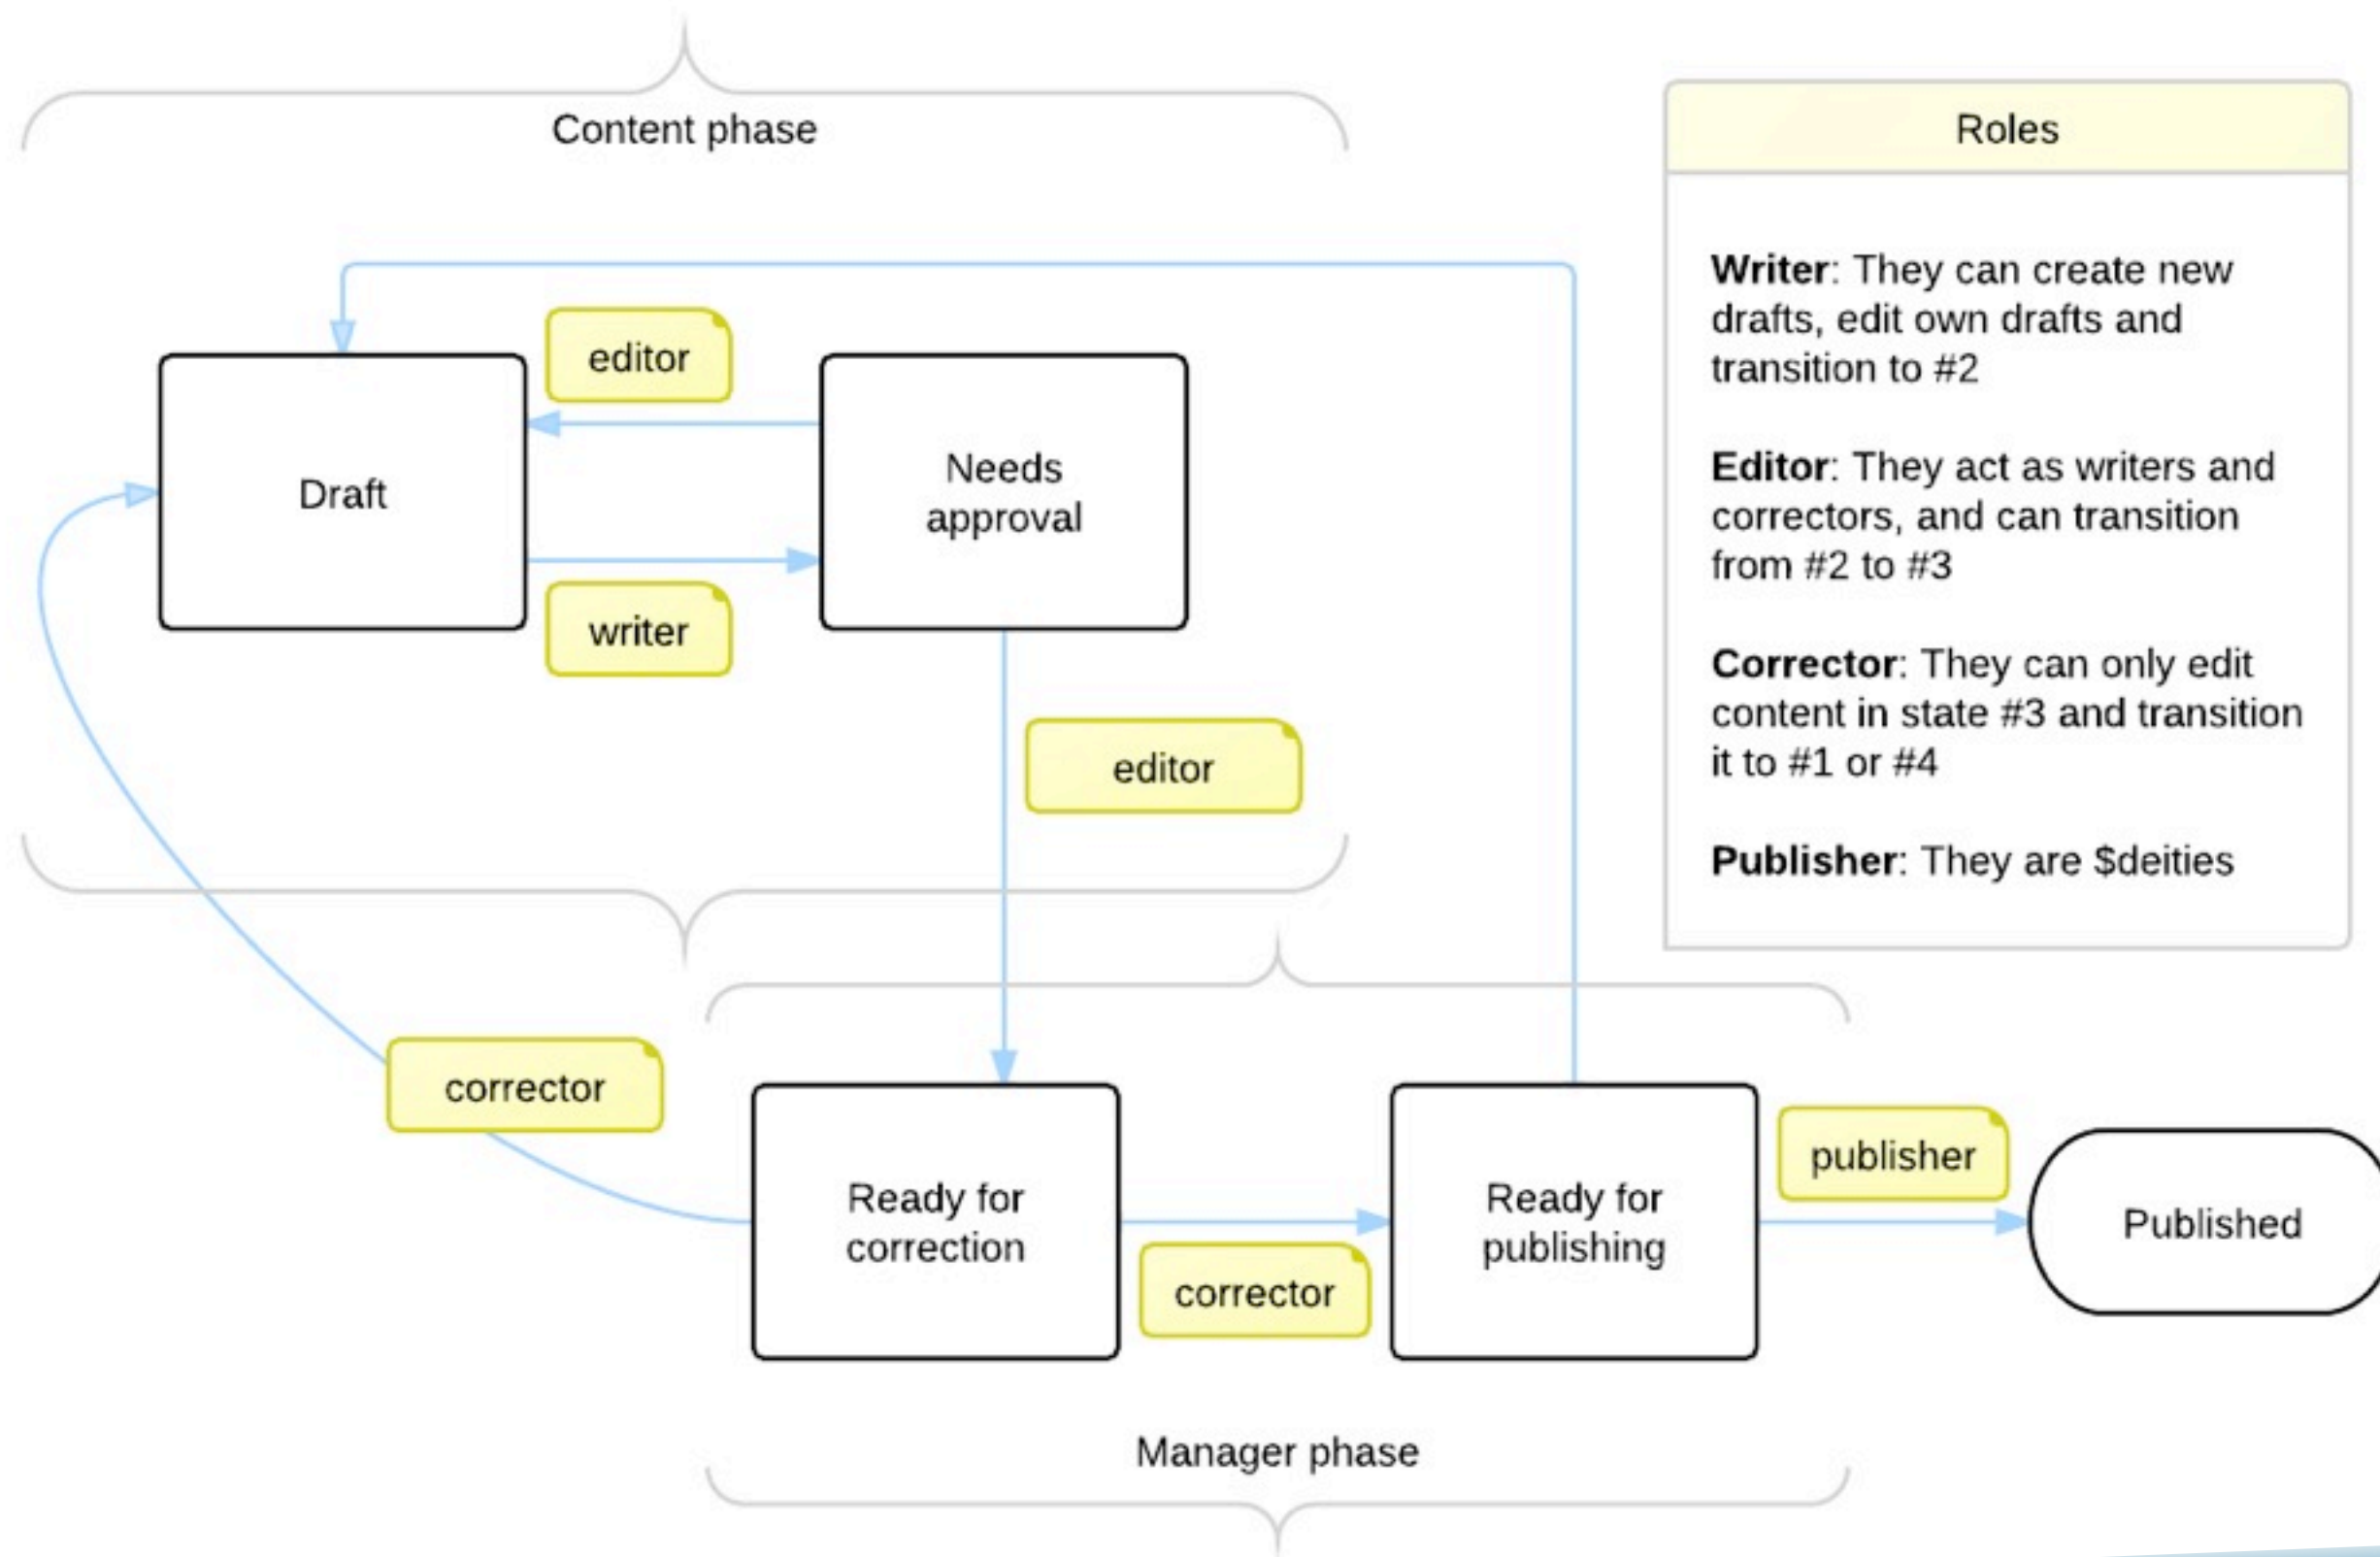 Content phase
Roles
Writer: They can create new
drafts, edit own drafts and
transition to #2
Editor: They act as writers and
correctors, and can transition
from #2 to #3
Corrector: They can only edit
content in state #3 and transition
it to #1 or #4
Publisher: They are $deities
editor
Draft
Needs
approval
writer
editor
corrector
Ready for
correction
corrector
Ready for
publishing
publisher
Published
Manager phase